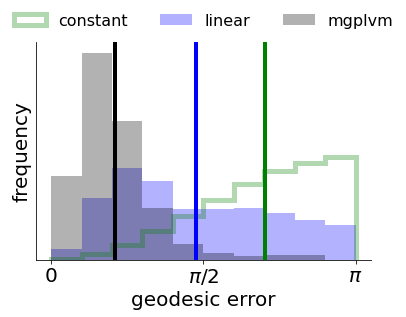 constant linear mgplvm
frequency
0 π/2 π
geodesic error